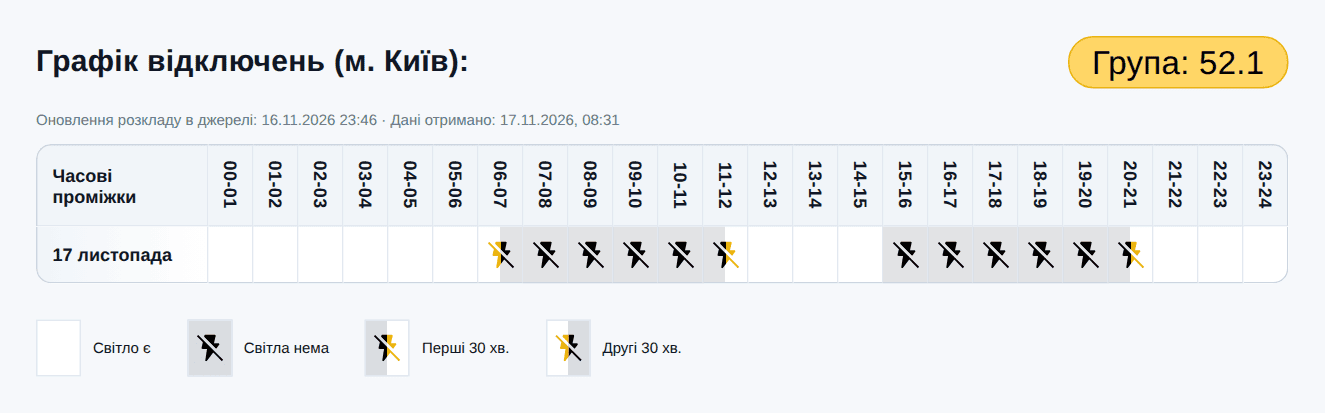 Графік відключень (м. Київ):
Група: 52.1
Оновлення розкладу в джерелі: 16.11.2026 23:46 · Дані отримано: 17.11.2026, 08:31
Часові
проміжки
00-01
01-02
02-03
03-04
04-05
05-06
06-07
07-08
08-09
09-10
10-11
11-12
12-13
13-14
14-15
15-16
16-17
17-18
18-19
19-20
20-21
21-22
22-23
23-24
17 листопада
Світло є
Світла нема
Перші 30 хв.
Другі 30 хв.